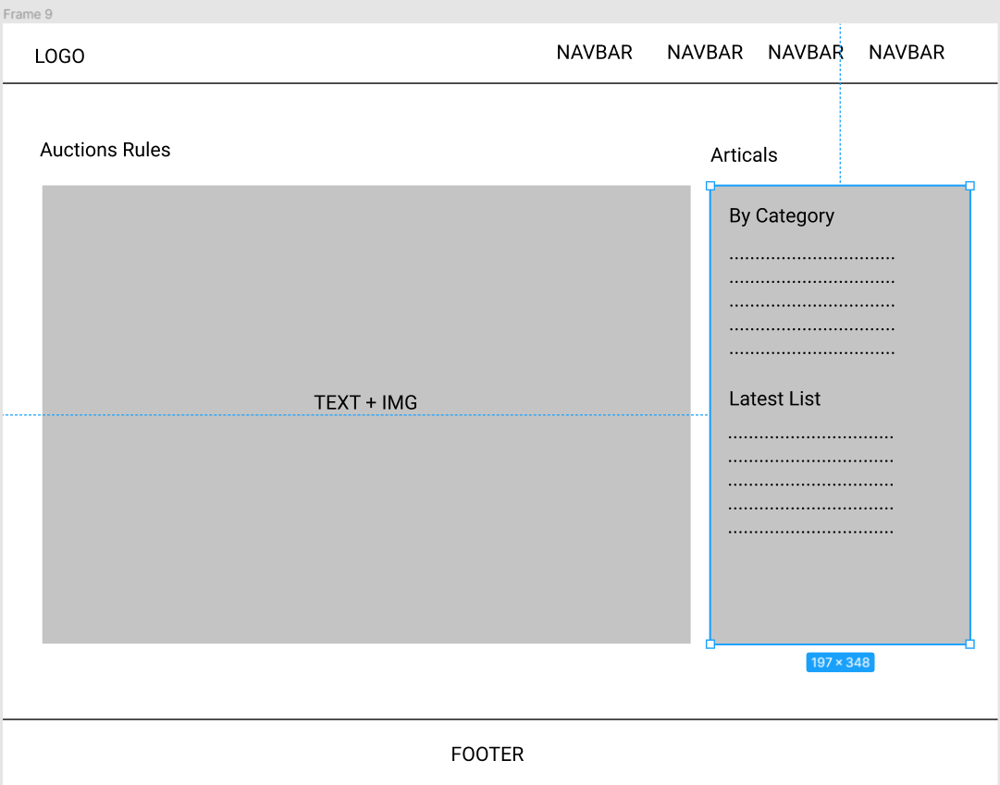 Frame 9
LOGO
NAVBAR NAVBAR NAVBAR NAVBAR
Auctions Rules
Articals
By Category
................................
................................
................................
................................
................................
TEXT + IMG
Latest List
................................
................................
................................
................................
................................
197 × 348
FOOTER